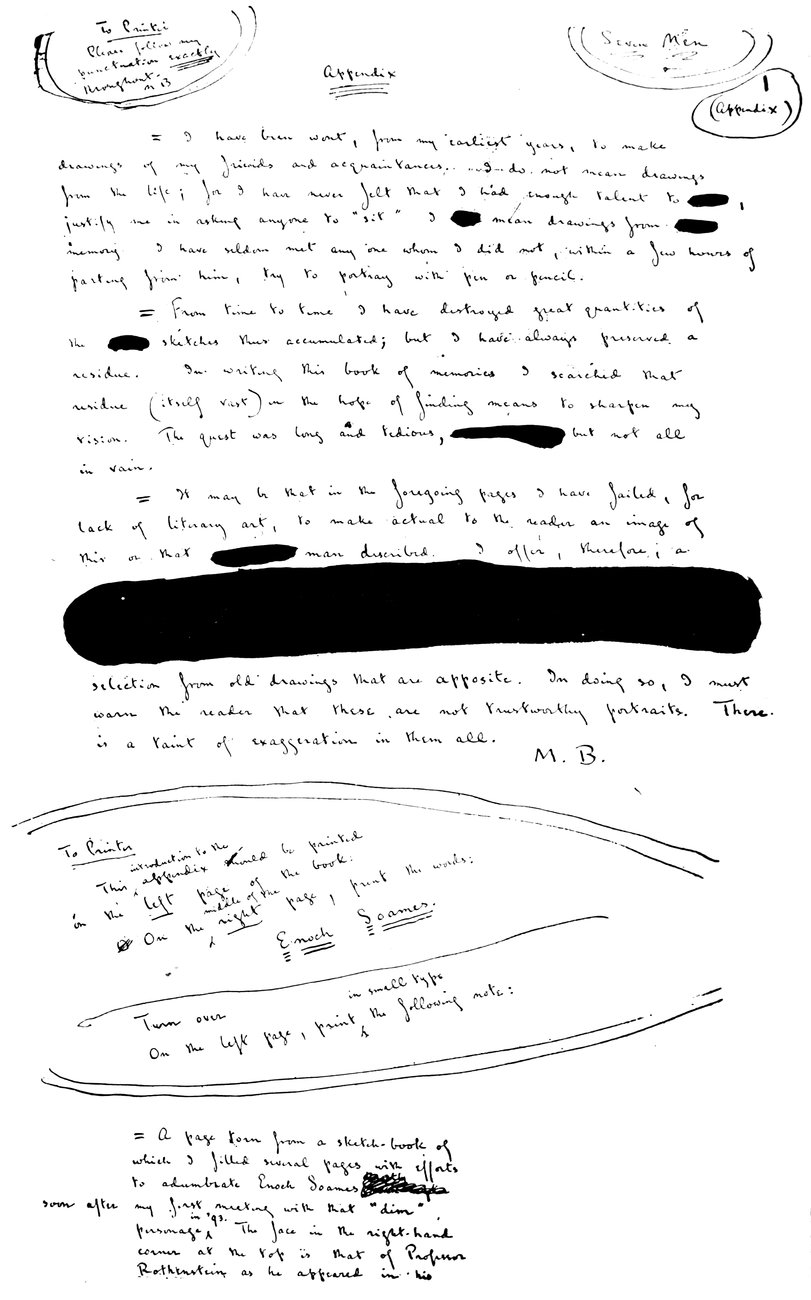 To Printer
Please follow my
punctuation exactly
throughout. MB
Seven Men
1
(Appendix)
Appendix
= I have been wont, from my earliest years, to make
drawings of my friends and acquaintances. I do not mean drawings
from the life; for I have never felt that I had enough talent to ,
justify me in asking anyone to "sit" I mean drawings from
memory I have seldom met any one whom I did not, within a few hours of
parting from him, try to portray with pen or pencil.
= From time to time I have destroyed great quantities of
the sketches thus accumulated; but I have always preserved a
residue. In writing this book of memories I searched that
residue (itself vast) in the hope of finding means to sharpen my
vision. The quest was long and tedious, but not all
in vain.
= It may be that in the foregoing pages I have failed, for
lack of literary art, to make actual to the reader an image of
this or that man described. I offer, therefore, a
selection from old drawings that are apposite. In doing so, I must
warn the reader that these are not trustworthy portraits. There
is a taint of exaggeration in them all.
M. B.
To Printer
This introduction to the appendix should be printed
on the left page of the book.
On the middle of the right page, print the words:
Enoch Soames.
Turn over
On the left page, print in small type the following note:
= A page torn from a sketch-book of
which I filled several pages with efforts
to adumbrate Enoch Soames
soon after my first meeting with that "dim"
personage, in '93. The face in the right-hand
corner at the top is that of Professor
Rothenstein as he appeared in his